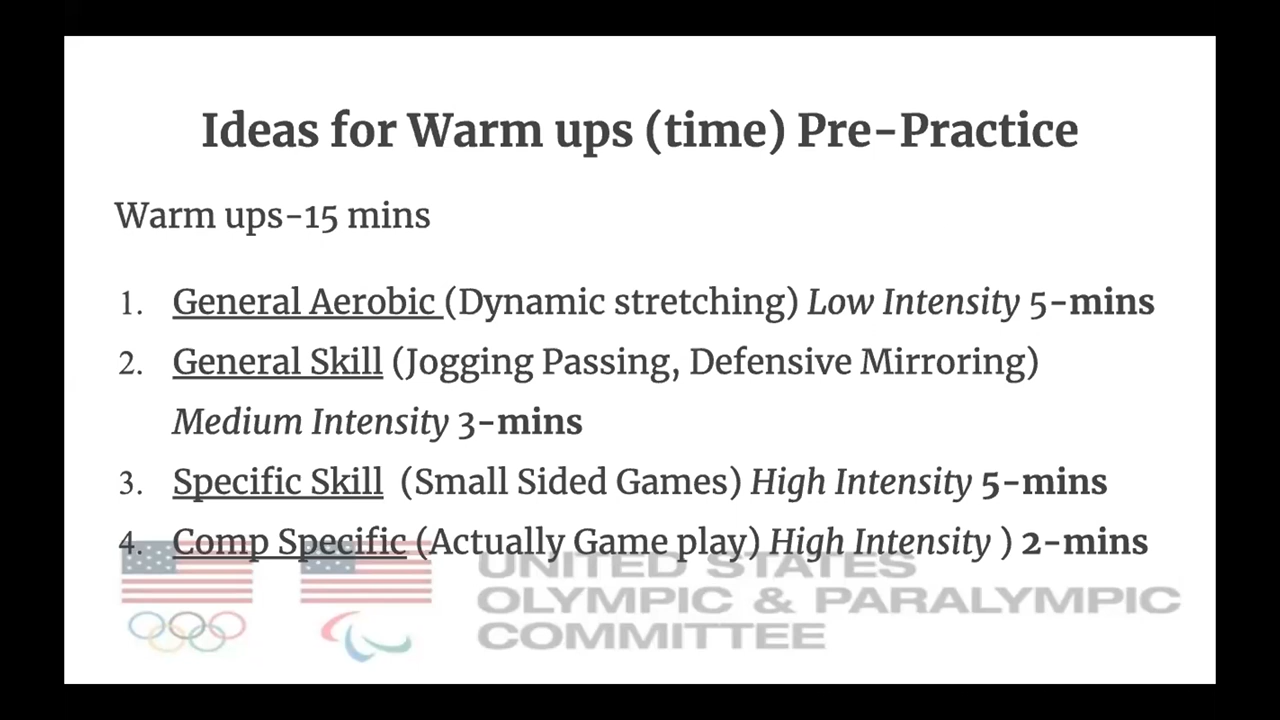 Ideas for Warm ups (time) Pre-Practice
Warm ups-15 mins
1. General Aerobic (Dynamic stretching) Low Intensity 5-mins
2. General Skill (Jogging Passing, Defensive Mirroring)
Medium Intensity 3-mins
3. Specific Skill (Small Sided Games) High Intensity 5-mins
4. Comp Specific (Actually Game play) High Intensity ) 2-mins
UNITED STATES
OLYMPIC & PARALYMPIC
COMMITTEE